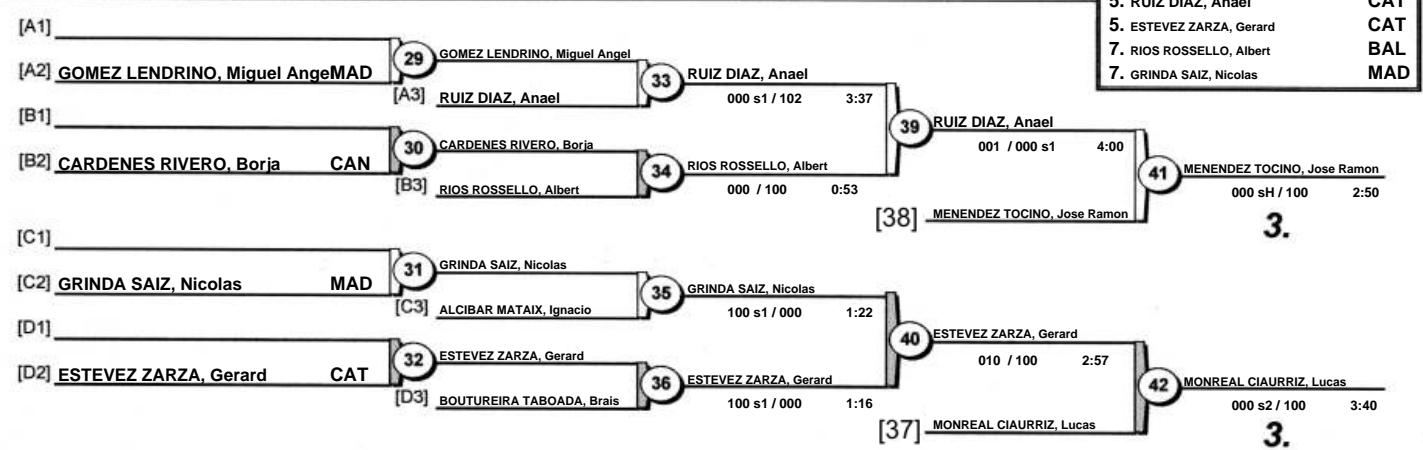 5. RUIZ DIAZ, Anael CAT
5. ESTEVEZ ZARZA, Gerard CAT
7. RIOS ROSSELLO, Albert BAL
7. GRINDA SAIZ, Nicolas MAD
[A1]
29
GOMEZ LENDRINO, Miguel Angel
[A2] GOMEZ LENDRINO, Miguel AngeMAD
33
RUIZ DIAZ, Anael
[A3] RUIZ DIAZ, Anael
000 s1 / 102 3:37
[B1]
39
RUIZ DIAZ, Anael
30
CARDENES RIVERO, Borja
001 / 000 s1 4:00
[B2] CARDENES RIVERO, Borja CAN
34
RIOS ROSSELLO, Albert
41
MENENDEZ TOCINO, Jose Ramon
[B3] RIOS ROSSELLO, Albert
000 / 100 0:53
000 sH / 100 2:50
[38] MENENDEZ TOCINO, Jose Ramon
3.
[C1]
31
GRINDA SAIZ, Nicolas
[C2] GRINDA SAIZ, Nicolas MAD
35
GRINDA SAIZ, Nicolas
[C3] ALCIBAR MATAIX, Ignacio
100 s1 / 000 1:22
[D1]
40
ESTEVEZ ZARZA, Gerard
32
ESTEVEZ ZARZA, Gerard
010 / 100 2:57
[D2] ESTEVEZ ZARZA, Gerard CAT
36
ESTEVEZ ZARZA, Gerard
42
MONREAL CIAURRIZ, Lucas
[D3] BOUTUREIRA TABOADA, Brais
100 s1 / 000 1:16
000 s2 / 100 3:40
[37] MONREAL CIAURRIZ, Lucas
3.